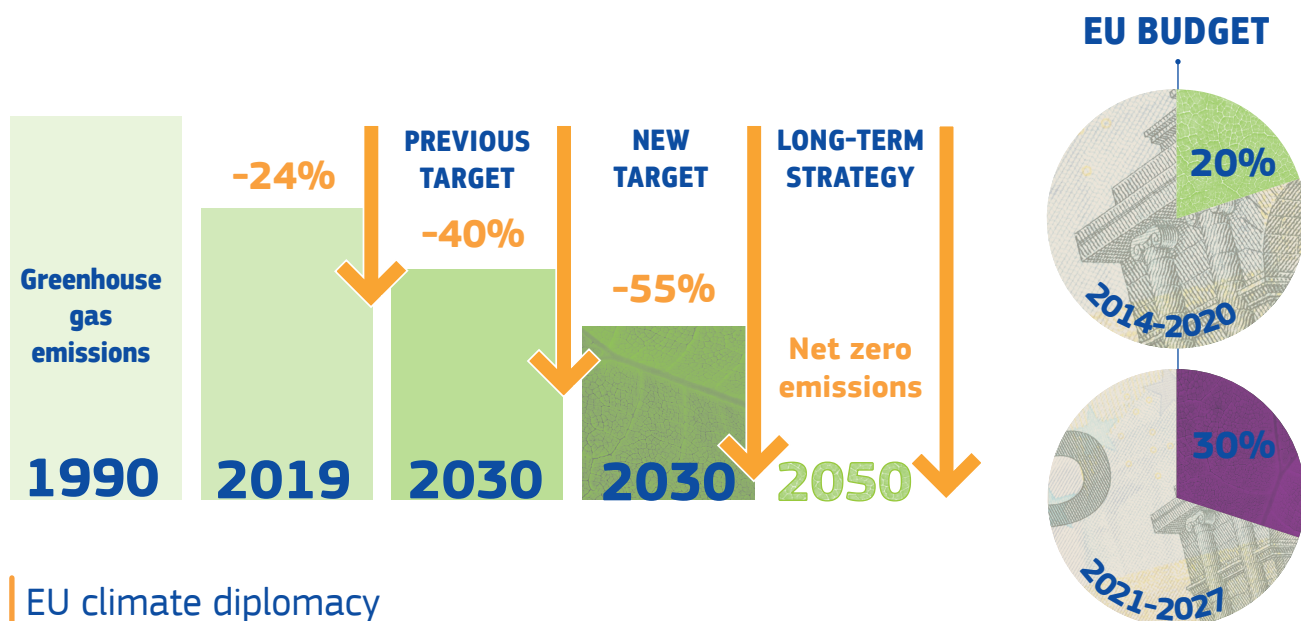 EU BUDGET
Greenhouse
gas
emissions
1990
-24%
2019
PREVIOUS
TARGET
-40%
2030
NEW
TARGET
-55%
2030
LONG-TERM
STRATEGY
Net zero
emissions
2050
20%
2014-2020
30%
2021-2027
EU climate diplomacy